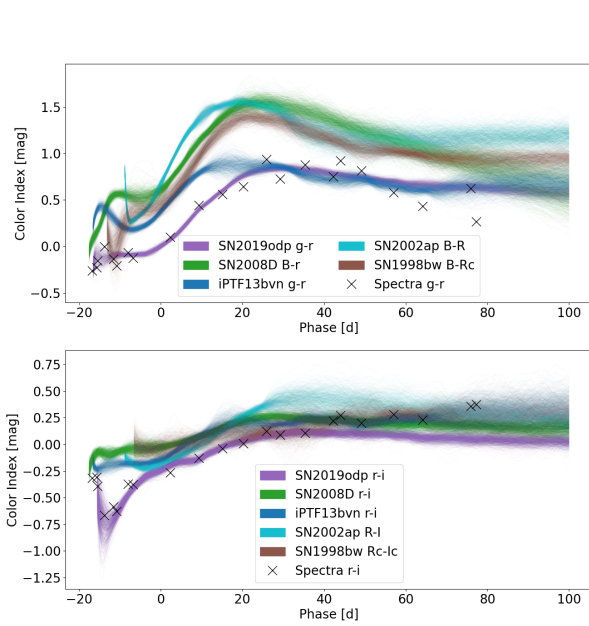 1.5
1.0
0.5
0.0
−0.5
Color Index [mag]
SN2019odp g-r
SN2008D B-r
iPTF13bvn g-r
SN2002ap B-R
SN1998bw B-Rc
Spectra g-r
−20 0 20 40 60 80 100
Phase [d]
0.75
0.50
0.25
0.00
−0.25
−0.50
−0.75
−1.00
−1.25
Color Index [mag]
SN2019odp r-i
SN2008D r-i
iPTF13bvn r-i
SN2002ap R-I
SN1998bw Rc-Ic
Spectra r-i
−20 0 20 40 60 80 100
Phase [d]